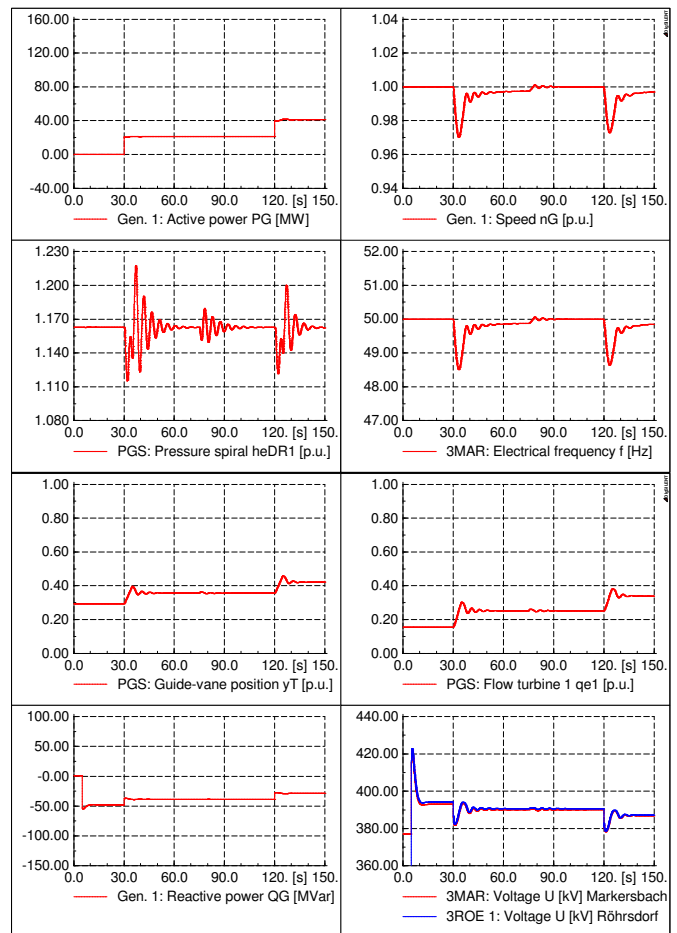 160.00
120.00
80.00
40.00
0.00
-40.00
0.0 30.0 60.0 90.0 120. [s] 150.
Gen. 1: Active power PG [MW]
1.04
1.02
1.00
0.98
0.96
0.94
0.0 30.0 60.0 90.0 120. [s] 150.
Gen. 1: Speed nG [p.u.]
1.230
1.200
1.170
1.140
1.110
1.080
0.0 30.0 60.0 90.0 120. [s] 150.
PGS: Pressure spiral heDR1 [p.u.]
52.00
51.00
50.00
49.00
48.00
47.00
0.0 30.0 60.0 90.0 120. [s] 150.
3MAR: Electrical frequency f [Hz]
1.00
0.80
0.60
0.40
0.20
0.00
0.0 30.0 60.0 90.0 120. [s] 150.
PGS: Guide-vane position yT [p.u.]
1.00
0.80
0.60
0.40
0.20
0.00
0.0 30.0 60.0 90.0 120. [s] 150.
PGS: Flow turbine 1 qe1 [p.u.]
100.00
50.00
-0.00
-50.00
-100.00
-150.00
0.0 30.0 60.0 90.0 120. [s] 150.
Gen. 1: Reactive power QG [MVar]
440.00
420.00
400.00
380.00
360.00
0.0 30.0 60.0 90.0 120. [s] 150.
3MAR: Voltage U [kV] Markersbach
3ROE 1: Voltage U [kV] Röhrsdorf